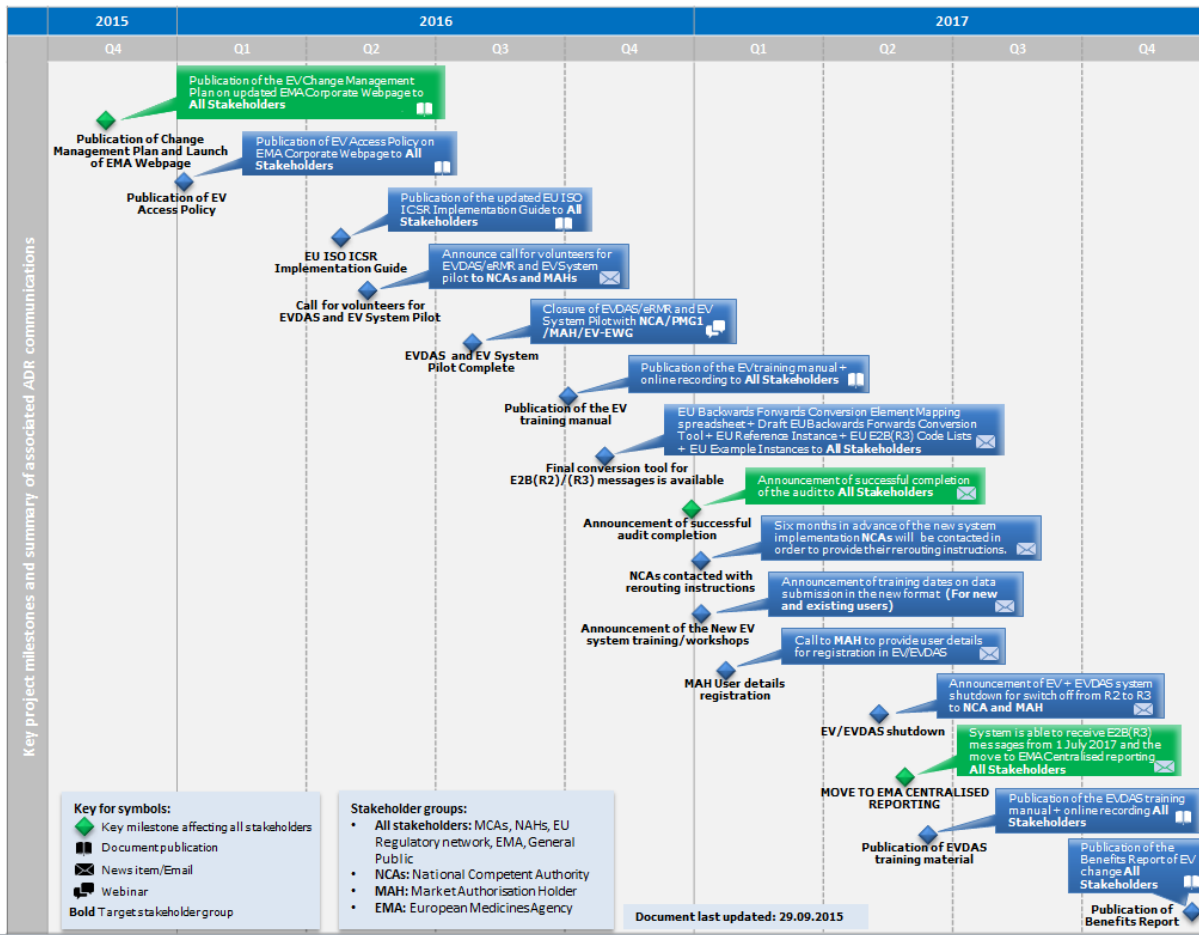 2015
2016
2017
Q4
Q1
Q2
Q3
Q4
Q1
Q2
Q3
Q4
Key project milestones and summary of associated ADR communications
Publication of the EV Change Management
Plan on updated EMA Corporate Webpage to
All Stakeholders
Publication of Change
Management Plan and Launch
of EMA Webpage
Publication of EV Access Policy on
EMA Corporate Webpage to All
Stakeholders
Publication of EV
Access Policy
Publication of the updated EU ISO
ICSR Implementation Guide to All
Stakeholders
EU ISO ICSR
Implementation Guide
Announce call for volunteers for
EVDAS/eRMR and EV System
pilot to NCAs and MAHs
Call for volunteers for
EVDAS and EV System Pilot
Closure of EVDAS/eRMR and EV
System Pilot with NCA/PMG1
/MAH/EV-EWG
EVDAS and EV System
Pilot Complete
Publication of the EV training manual +
online recording to All Stakeholders
Publication of the EV
training manual
EU Backwards Forwards Conversion Element Mapping
spreadsheet + Draft EU Backwards Forwards Conversion
Tool + EU Reference Instance + EU E2B(R3) Code Lists
+ EU Example Instances to All Stakeholders
Final conversion tool for
E2B(R2)/(R3) messages is available
Announcement of successful completion
of the audit to All Stakeholders
Announcement of successful
audit completion
Six months in advance of the new system
implementation NCAs will be contacted in
order to provide their rerouting instructions.
NCAs contacted with
rerouting instructions
Announcement of training dates on data
submission in the new format (For new
and existing users)
Announcement of the New EV
system training/workshops
Call to MAH to provide user details
for registration in EV/EVDAS
MAH User details
registration
Announcement of EV + EVDAS system
shutdown for switch off from R2 to R3
to NCA and MAH
EV/EVDAS shutdown
System is able to receive E2B(R3)
messages from 1 July 2017 and the
move to EMA Centralised reporting
All Stakeholders
MOVE TO EMA CENTRALISED
REPORTING
Publication of the EVDAS training
manual + online recording All
Stakeholders
Publication of EVDAS
training material
Publication of the
Benefits Report of EV
change All
Stakeholders
Publication of
Benefits Report
Key for symbols:
Key milestone affecting all stakeholders
Document publication
News item/Email
Webinar
Bold Target stakeholder group
Stakeholder groups:
• All stakeholders: MCAs, NAHs, EU
Regulatory network, EMA, General
Public
• NCAs: National Competent Authority
• MAH: Market Authorisation Holder
• EMA: European Medicines Agency
Document last updated: 29.09.2015